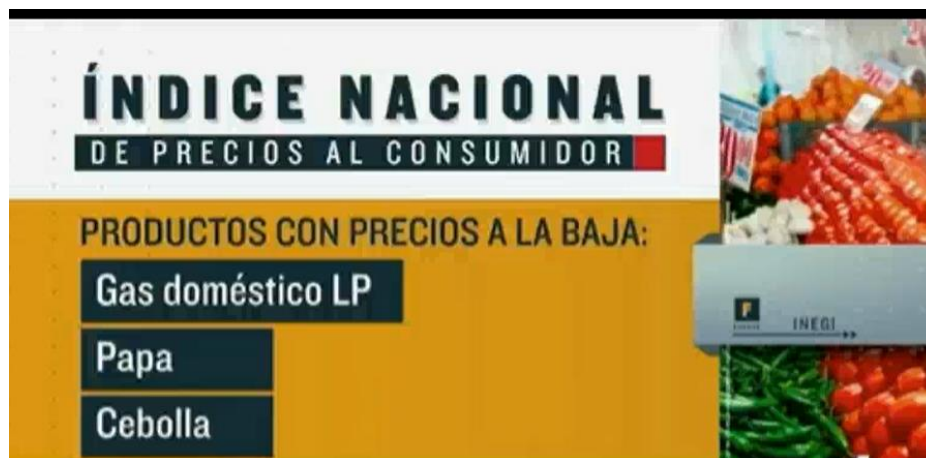 ÍNDICE NACIONAL
DE PRECIOS AL CONSUMIDOR
PRODUCTOS CON PRECIOS A LA BAJA:
Gas doméstico LP
Papa
Cebolla
F
INEGI